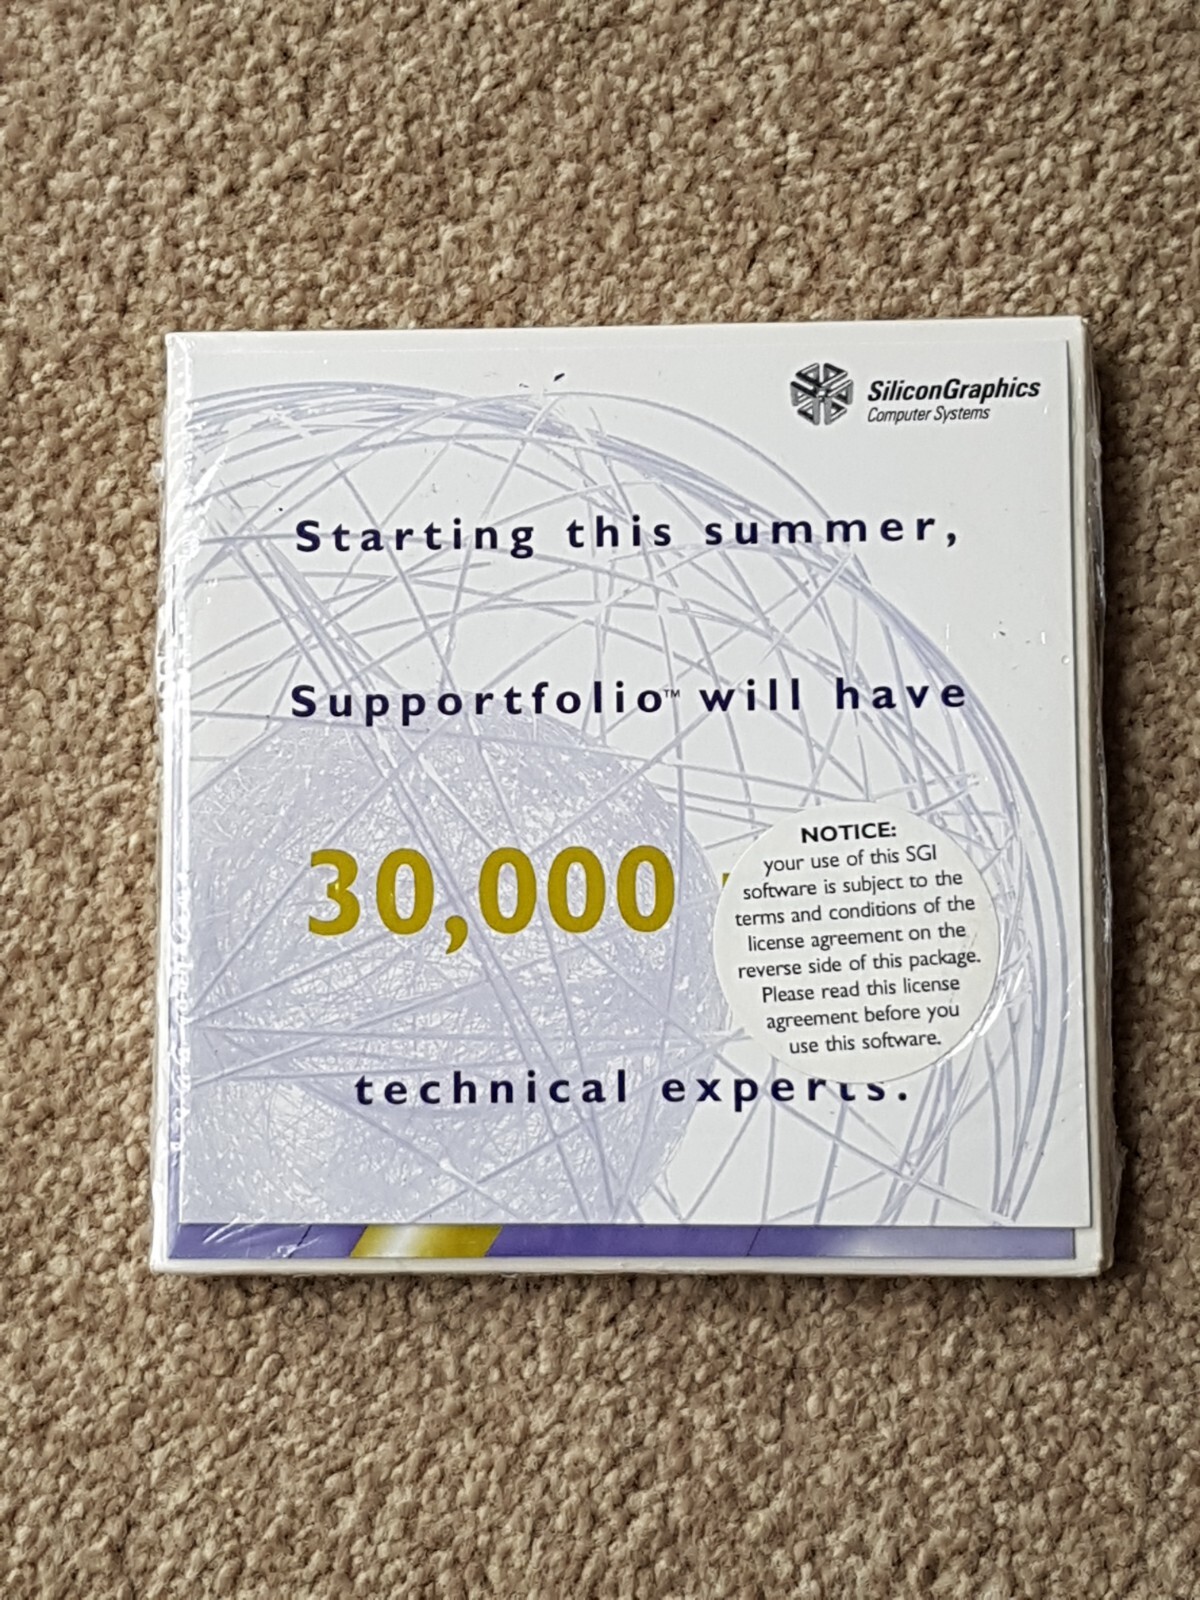 SiliconGraphics
Computer Systems
Starting this summer,
Supportfolio™ will have
30,000
NOTICE:
your use of this SGI
software is subject to the
terms and conditions of the
license agreement on the
reverse side of this package.
Please read this license
agreement before you
use this software.
technical experts.